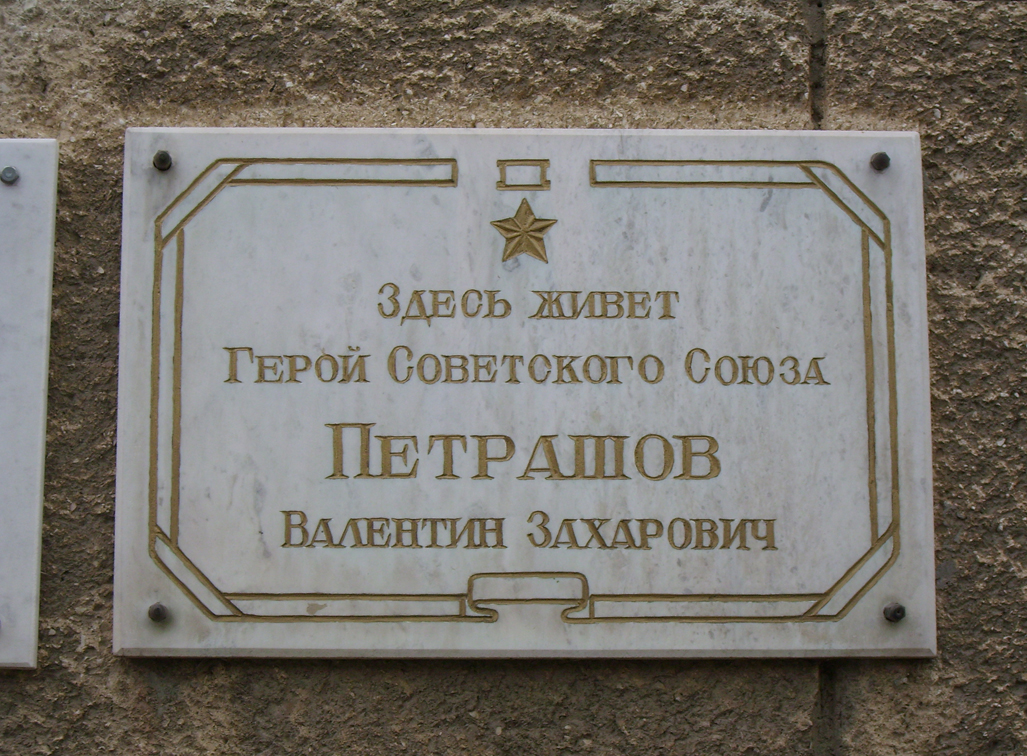 Здесь живет
Герой Советского Союза
Петрашов
Валентин Захарович